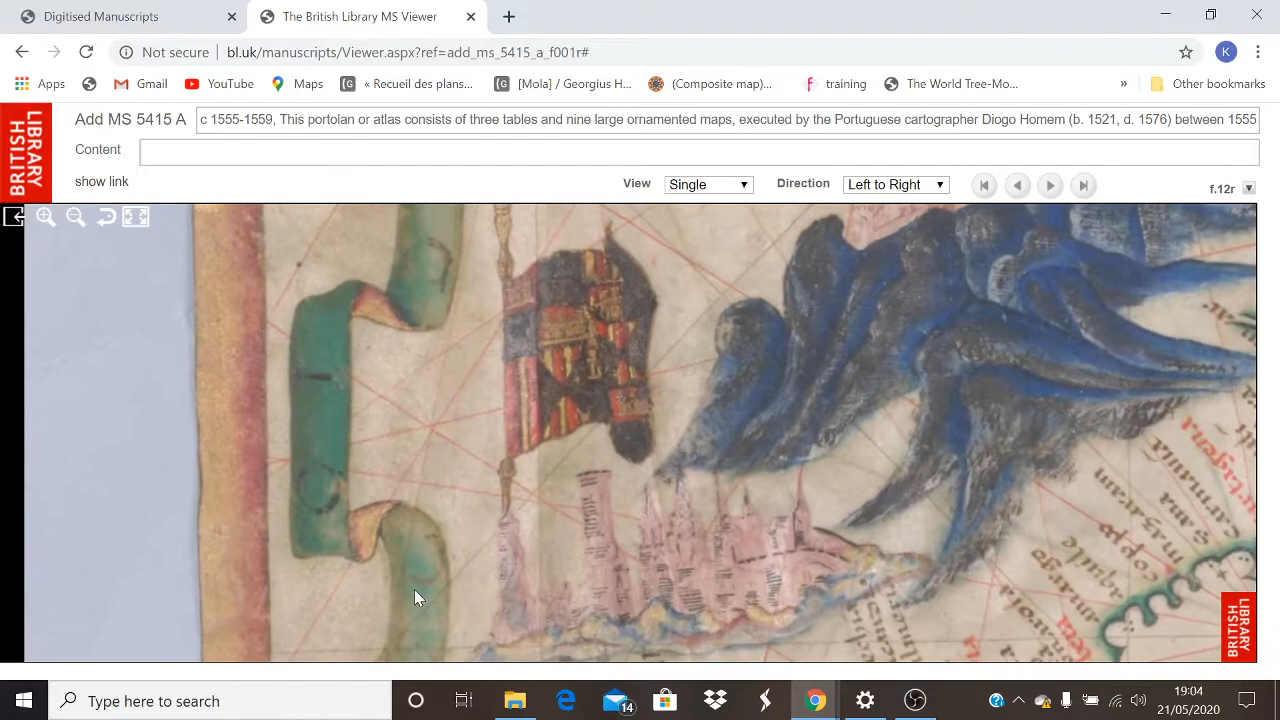 Digitised Manuscripts
The British Library MS Viewer
Not secure
bl.uk/manuscripts/Viewer.aspx?ref=add_ms_5415_a_f001r#
K
Apps
Gmail
YouTube
Maps
« Recueil des plans...
[Mola] / Georgius H...
(Composite map)...
training
The World Tree-Mo...
»
Other bookmarks
LIBRARY
BRITISH
Add MS 5415 A
c 1555-1559, This portolan or atlas consists of three tables and nine large ornamented maps, executed by the Portuguese cartographer Diogo Homem (b. 1521, d. 1576) between 1555
Content
show link
View
Single
Direction
Left to Right
f.12r
LIBRARY
BRITISH
Type here to search
14
19:04
21/05/2020